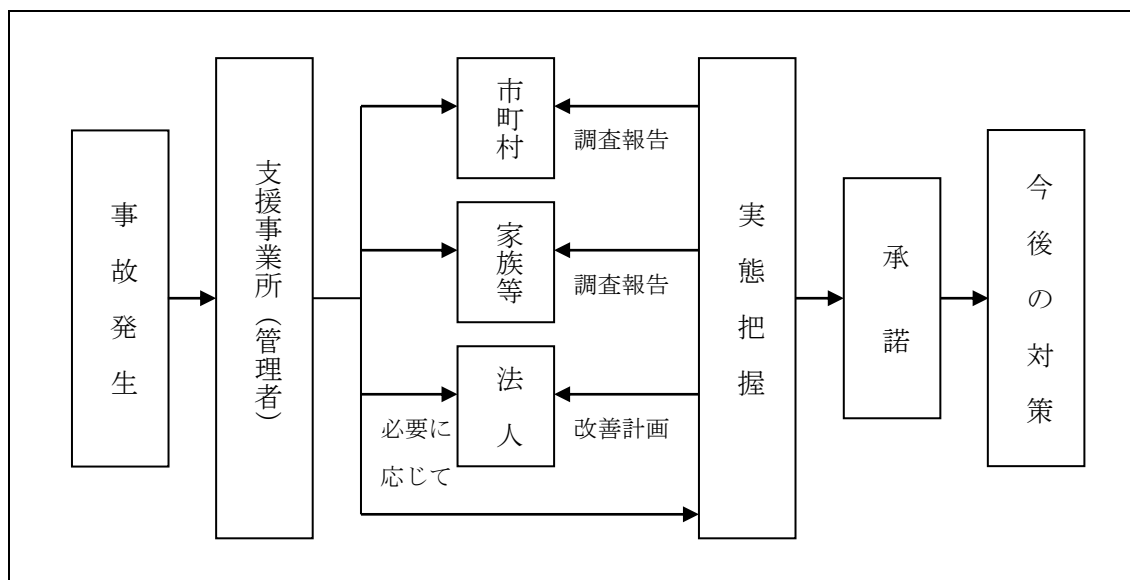 事故発生
支援事業所（管理者）
市町村
調査報告
家族等
調査報告
法人
必要に
応じて
改善計画
実態把握
承諾
今後の対策